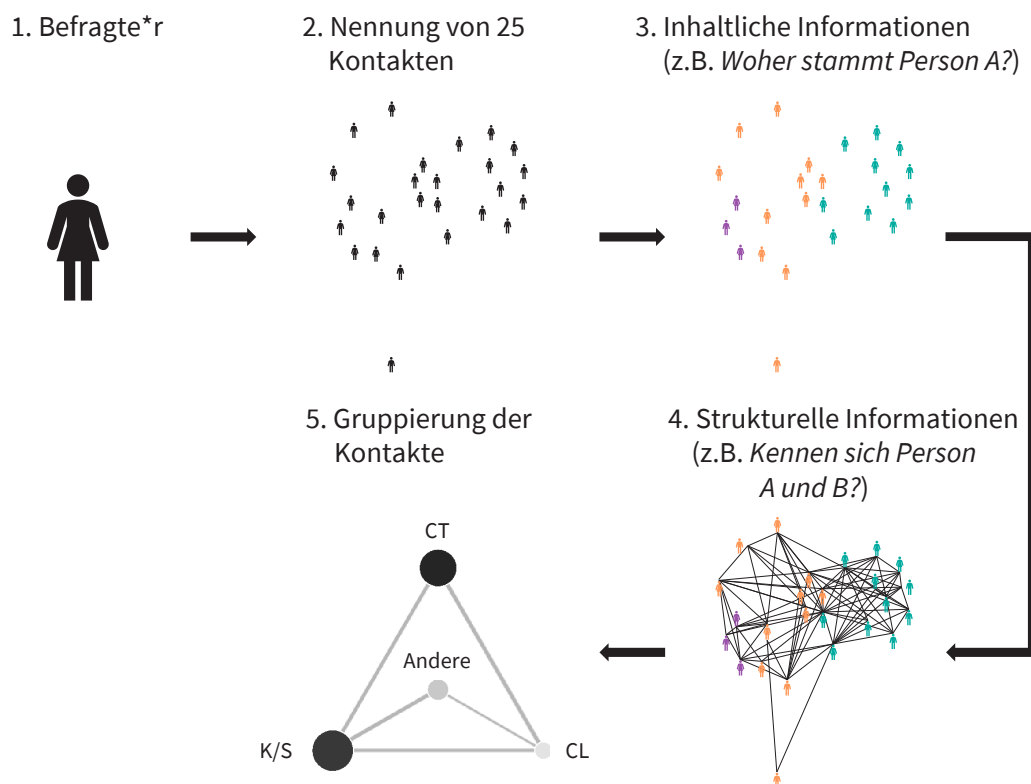 1. Befragte*r
2. Nennung von 25
Kontakten
3. Inhaltliche Informationen
(z.B. Woher stammt Person A?)
4. Strukturelle Informationen
(z.B. Kennen sich Person
A und B?)
5. Gruppierung der
Kontakte
CT
Andere
K/S
CL